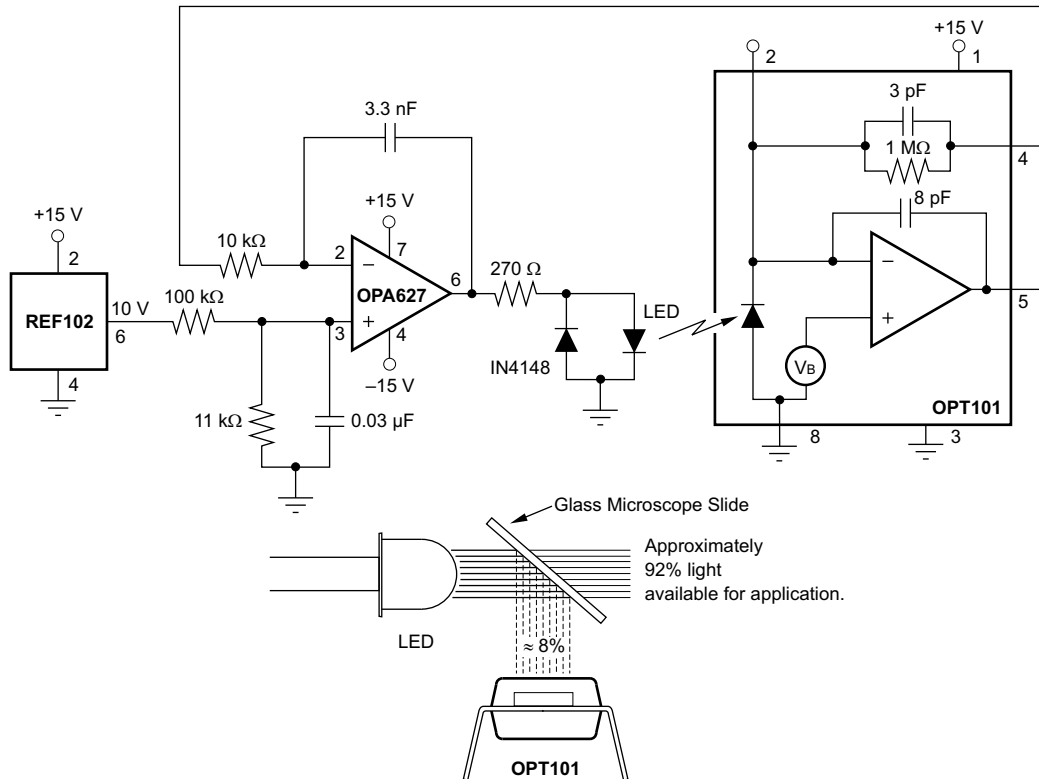 +15 V
2
REF102
10 V
6
4
100 kΩ
10 kΩ
11 kΩ
0.03 µF
3.3 nF
+15 V
7
2
–
OPA627
6
3
+
4
–15 V
270 Ω
IN4148
LED
2
+15 V
1
3 pF
1 MΩ
4
8 pF
–
+
5
VB
OPT101
8
3
Glass Microscope Slide
Approximately
92% light
available for application.
LED
≈ 8%
OPT101